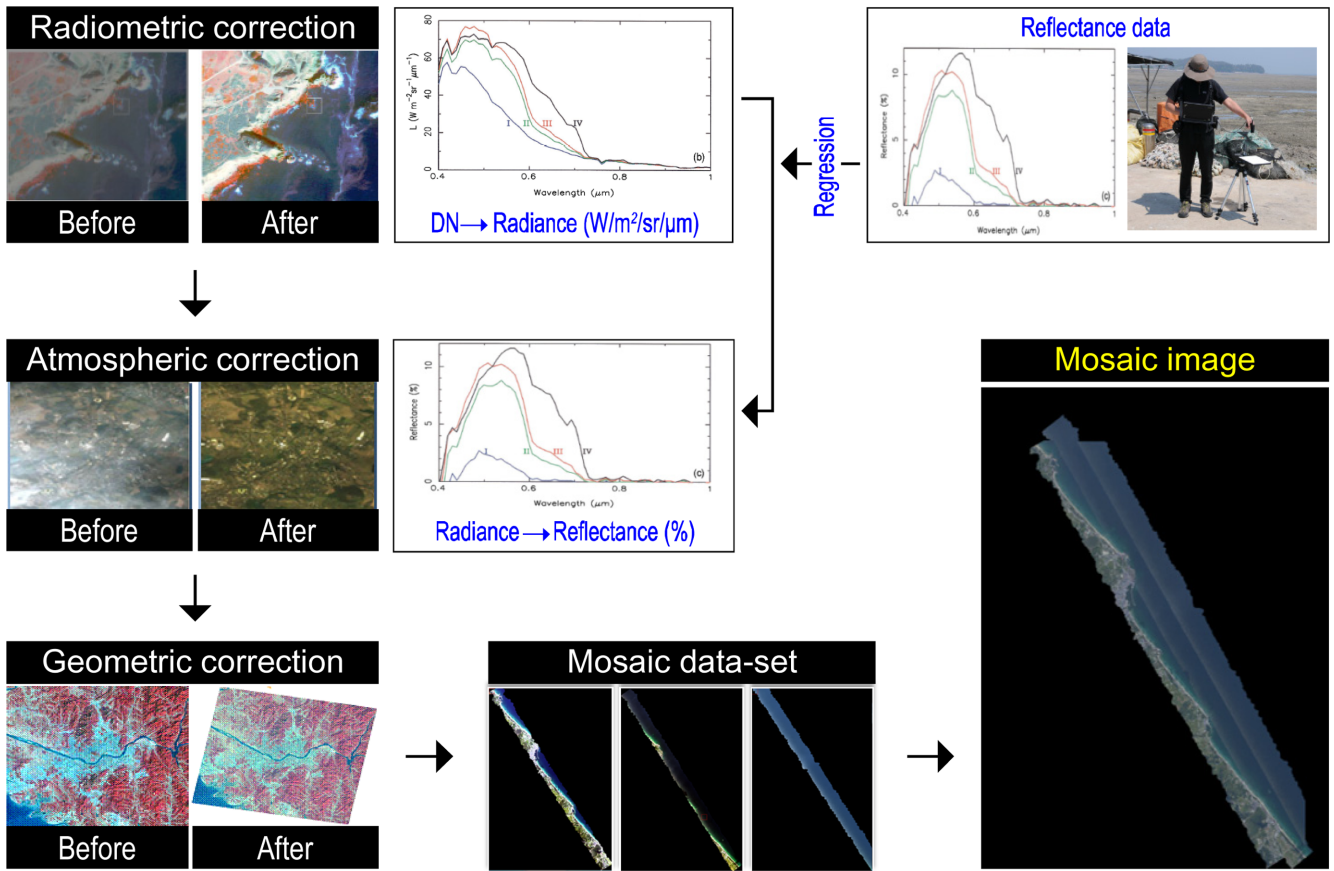 Radiometric correction
Before
After
80
60
40
20
0
L (W m⁻²sr⁻¹μm⁻¹)
I
II
III
IV
(b)
0.4
0.6
0.8
1
Wavelength (μm)
DN→Radiance (W/m²/sr/μm)
Regression
Reflectance data
10
5
0
Reflectance (%)
I
II
III
IV
(c)
0.4
0.6
0.8
1
Wavelength (μm)
Atmospheric correction
Before
After
10
5
0
Reflectance (%)
I
II
III
IV
(c)
0.4
0.6
0.8
1
Wavelength (μm)
Radiance→Reflectance (%)
Mosaic image
Geometric correction
Before
After
Mosaic data-set